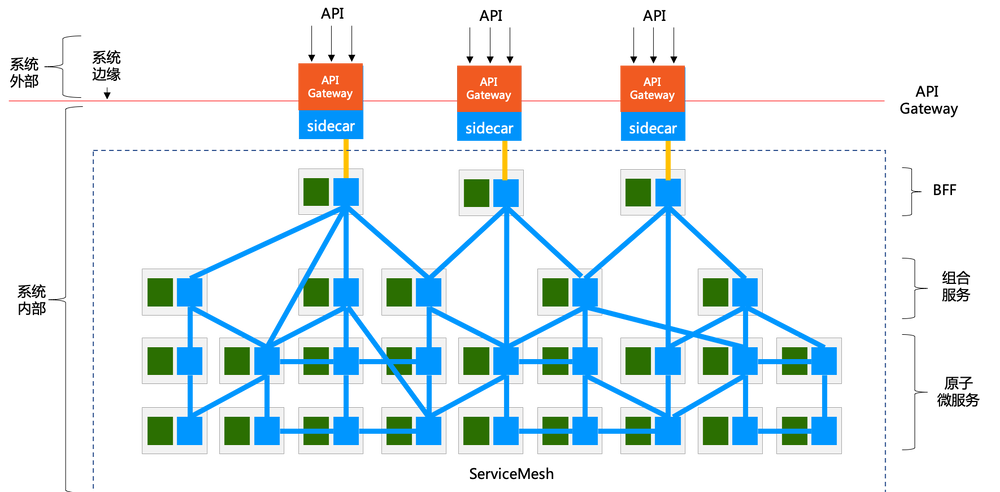 API
API
API
系统
外部
系统
边缘
API
Gateway
API
Gateway
API
Gateway
API
Gateway
sidecar
sidecar
sidecar
BFF
组合
服务
系统
内部
原子
微服务
ServiceMesh